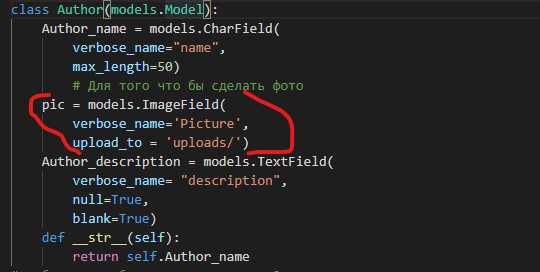 class Author(models.Model):
    Author_name = models.CharField(
        verbose_name="name",
        max_length=50)
        # Для того что бы сделать фото
    pic = models.ImageField(
        verbose_name='Picture',
        upload_to = 'uploads/')
    Author_description = models.TextField(
        verbose_name= "description",
        null=True,
        blank=True)
    def __str__(self):
        return self.Author_name